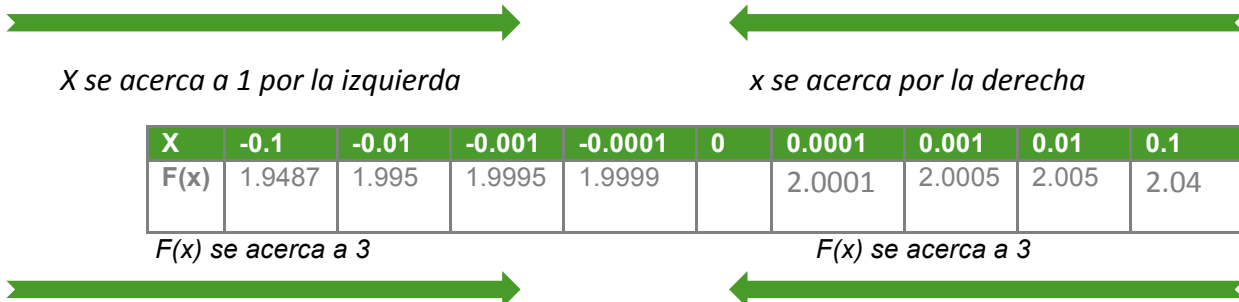 X se acerca a 1 por la izquierda x se acerca por la derecha
X -0.1 -0.01 -0.001 -0.0001 0 0.0001 0.001 0.01 0.1
F(x) 1.9487 1.995 1.9995 1.9999 2.0001 2.0005 2.005 2.04
F(x) se acerca a 3 F(x) se acerca a 3